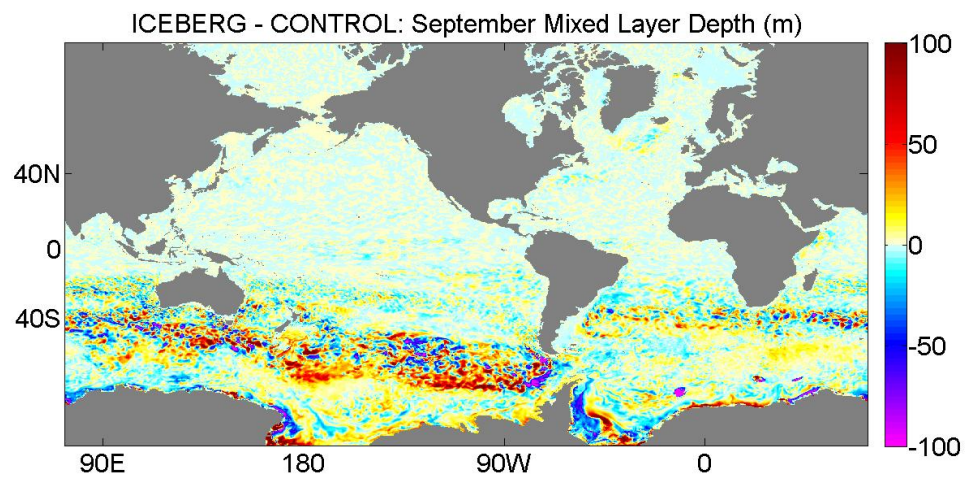 ICEBERG - CONTROL: September Mixed Layer Depth (m)
100
50
0
-50
-100
40N
0
40S
90E
180
90W
0